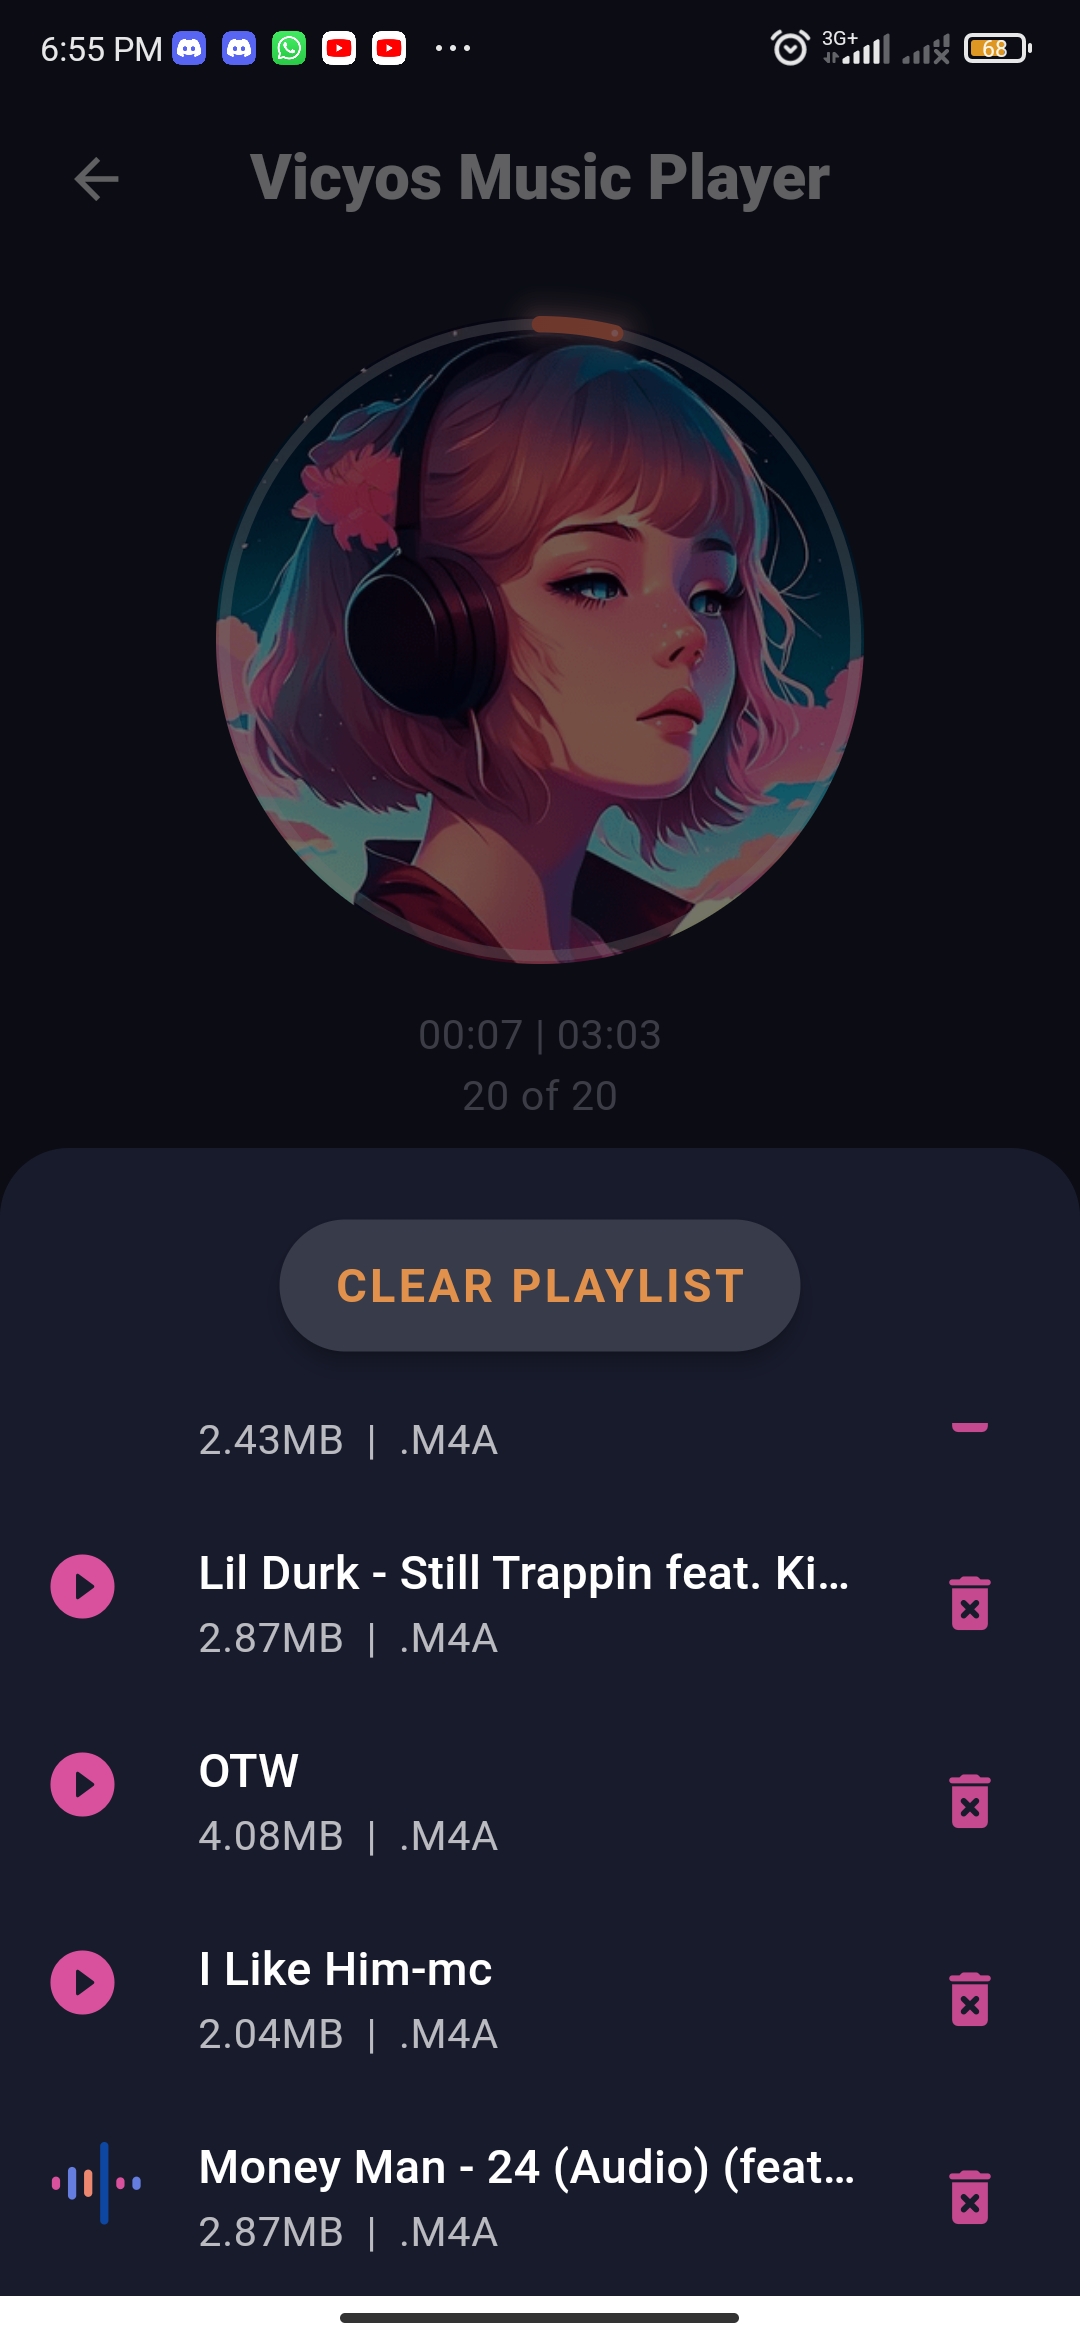 6:55 PM
3G+
68
Vicyos Music Player
00:07 | 03:03
20 of 20
CLEAR PLAYLIST
2.43MB | .M4A
Lil Durk - Still Trappin feat. Ki...
2.87MB | .M4A
OTW
4.08MB | .M4A
I Like Him-mc
2.04MB | .M4A
Money Man - 24 (Audio) (feat...
2.87MB | .M4A